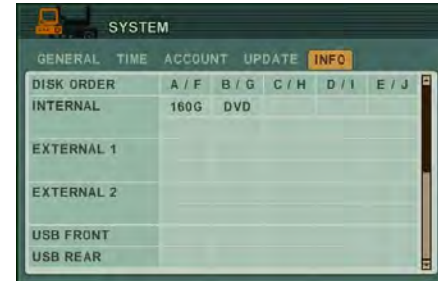 SYSTEM
GENERAL TIME ACCOUNT UPDATE INFO
DISK ORDER A / F B / G C / H D / I E / J
INTERNAL 160G DVD
EXTERNAL 1
EXTERNAL 2
USB FRONT
USB REAR